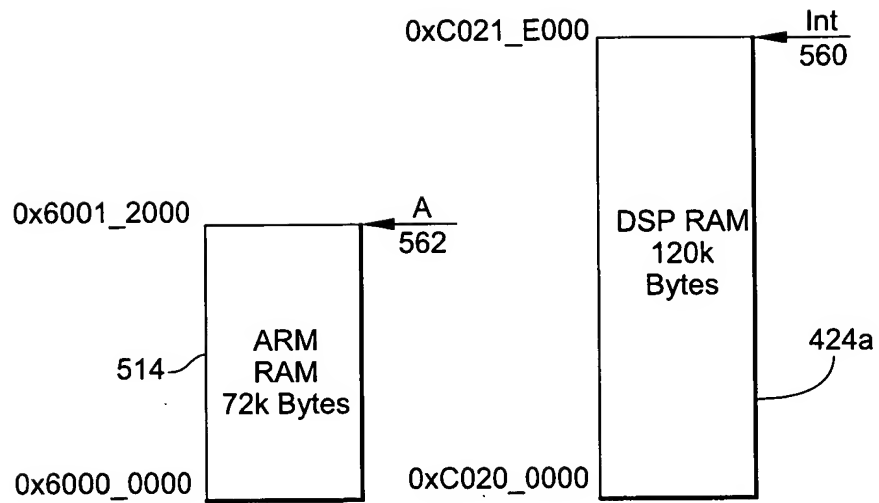 0xC021_E000
Int
560
0x6001_2000
A
562
DSP RAM
120k
Bytes
514
ARM
RAM
72k Bytes
424a
0x6000_0000
0xC020_0000